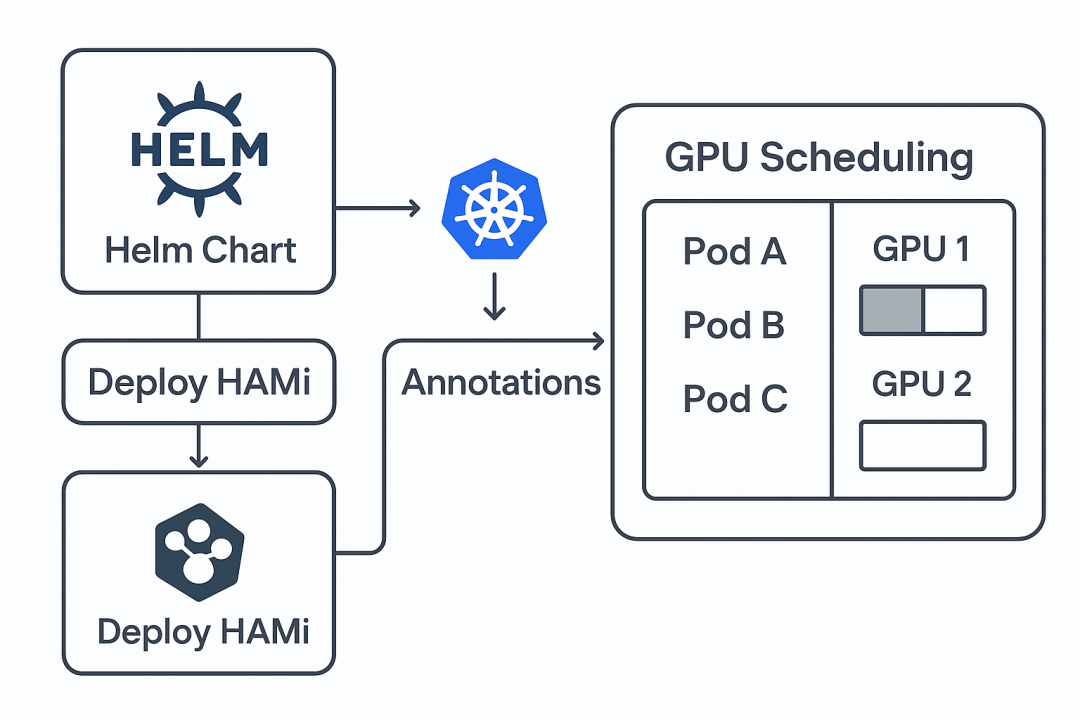 HELM
Helm Chart
Deploy HAMi
Deploy HAMi
Annotations
GPU Scheduling
Pod A
Pod B
Pod C
GPU 1
GPU 2